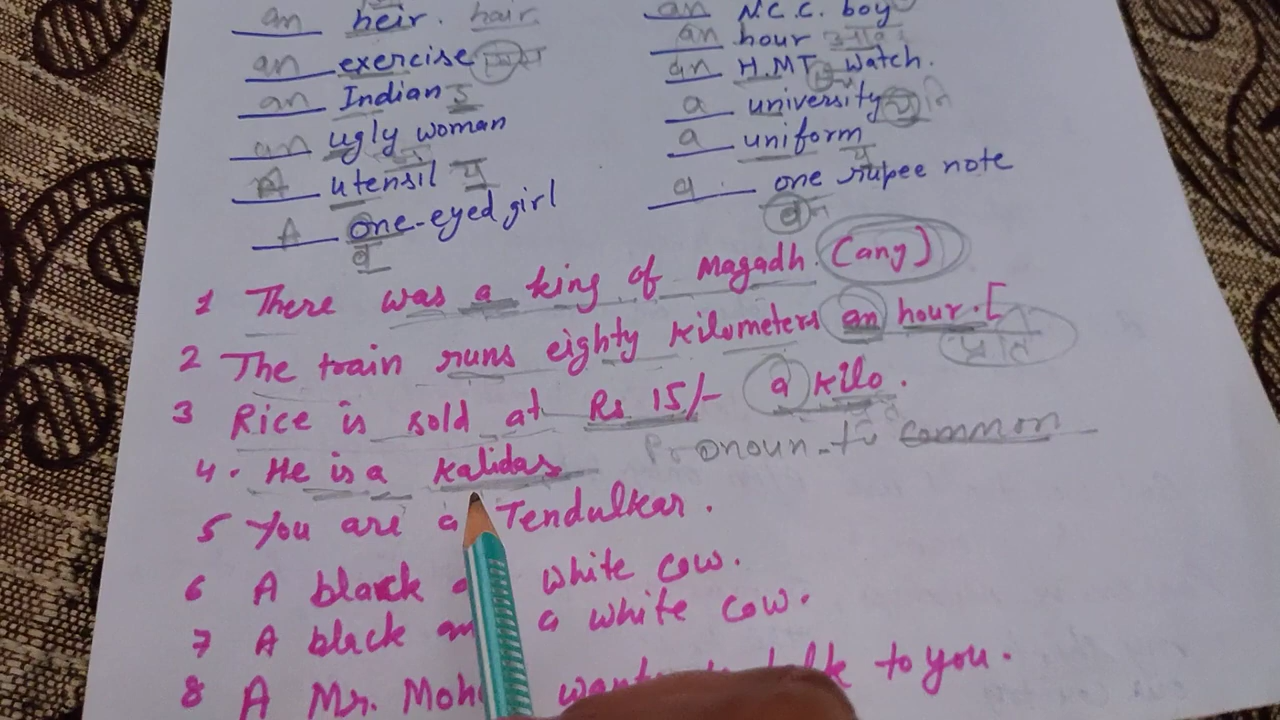 an heir. hair.
an exercise
an Indian इ
an ugly woman
A utensil य
A one-eyed girl
व
an N.C.C. boy
an hour
an H.M.T. Watch.
a university
a uniform
य
a one rupee note
1 There was a king of Magadh. (any)
2 The train runs eighty kilometers an hour. [
प्रति
3 Rice is sold at Rs 15/- a kilo.
Pronoun to common
4. He is a Kalidas
5 You are a Tendulkar.
6 A black white cow.
7 A black a white cow.
8 A Mr. to you.